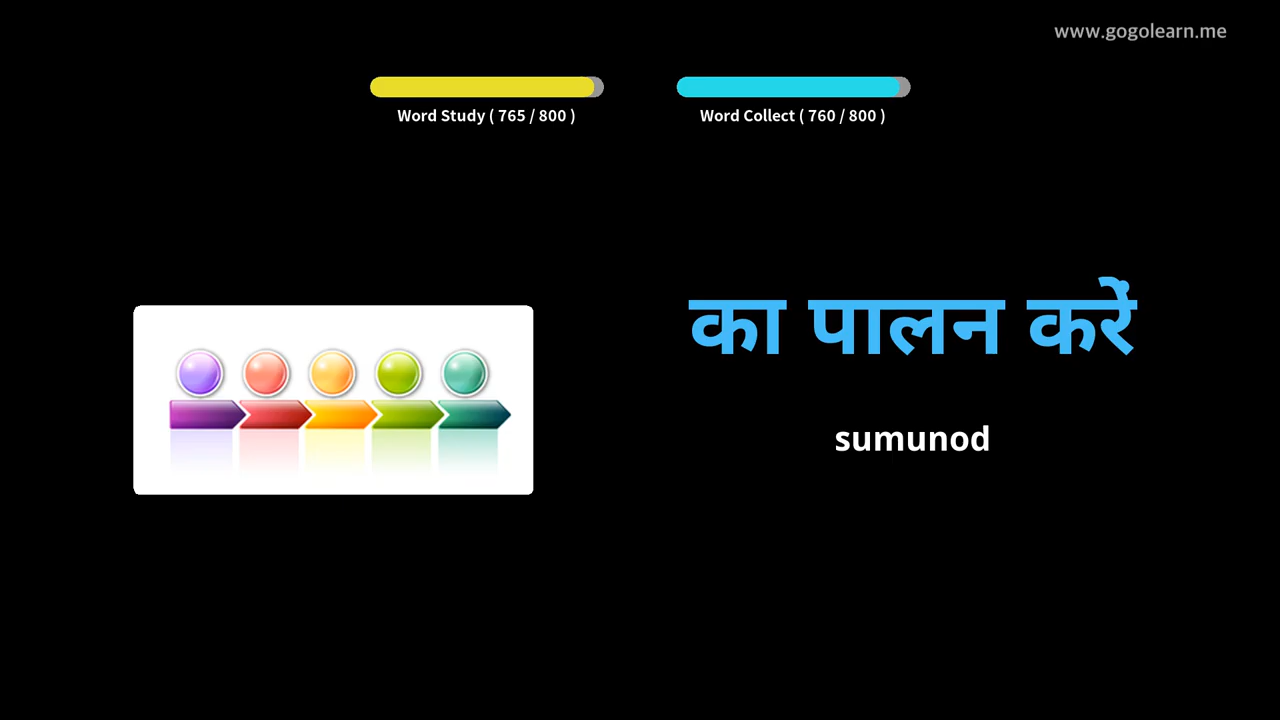 www.gogolearn.me
Word Study ( 765 / 800 )
Word Collect ( 760 / 800 )
का पालन करें
sumunod